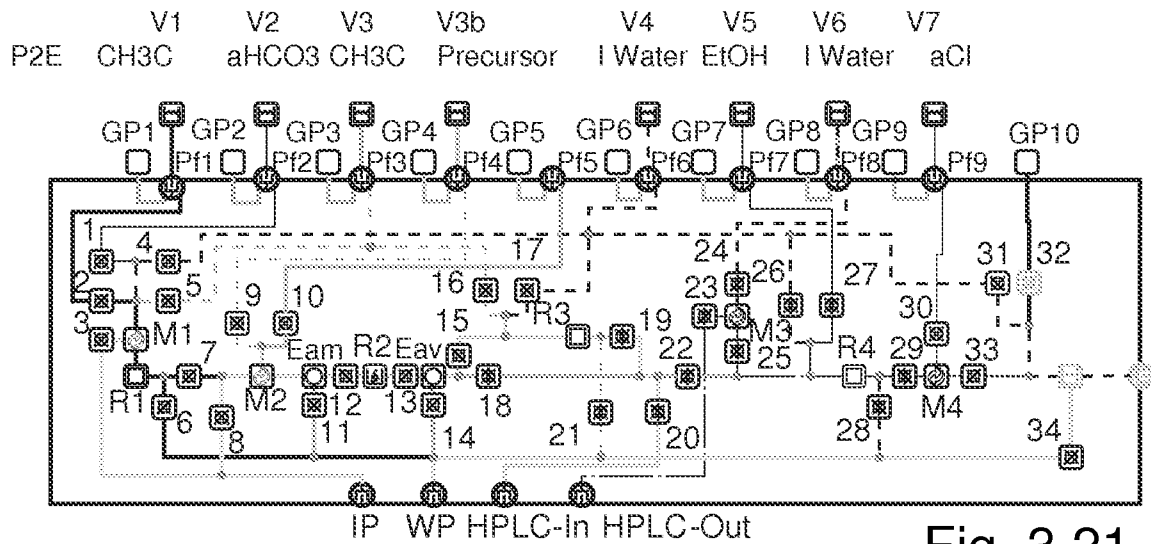 V1 V2 V3 V3b V4 V5 V6 V7
P2E CH3C aHCO3 CH3C Precursor I Water EtOH I Water aCl
GP1 GP2 GP3 GP4 GP5 GP6 GP7 GP8 GP9 GP10
Pf1 Pf2 Pf3 Pf4 Pf5 Pf6 Pf7 Pf8 Pf9
1 4 17 24 31 32
2 5 9 10 16 R3 23 26 27
3 M1 15 19 M3 30
7 Eam R2 Eav 22 25 R4 29 33
R1 M2 12 13 18 M4
6 8 11 14 21 20 28 34
IP WP HPLC-In HPLC-Out
Fig. 3.21